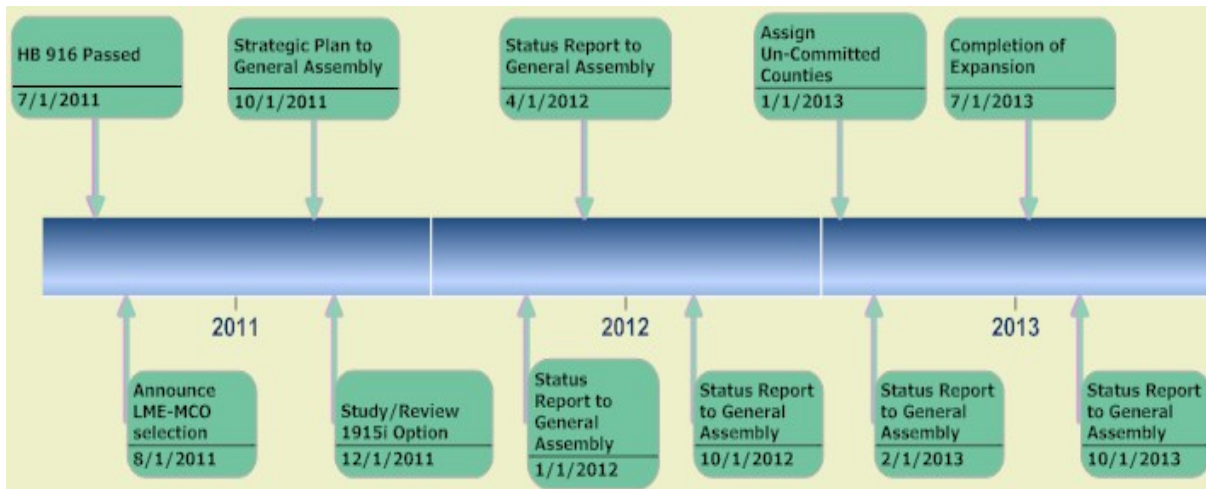 HB 916 Passed
7/1/2011
Strategic Plan to
General Assembly
10/1/2011
Status Report to
General Assembly
4/1/2012
Assign
Un-Committed
Counties
1/1/2013
Completion of
Expansion
7/1/2013
2011
2012
2013
Announce
LME-MCO
selection
8/1/2011
Study/Review
1915i Option
12/1/2011
Status
Report to
General
Assembly
1/1/2012
Status Report
to General
Assembly
10/1/2012
Status Report
to General
Assembly
2/1/2013
Status Report
to General
Assembly
10/1/2013